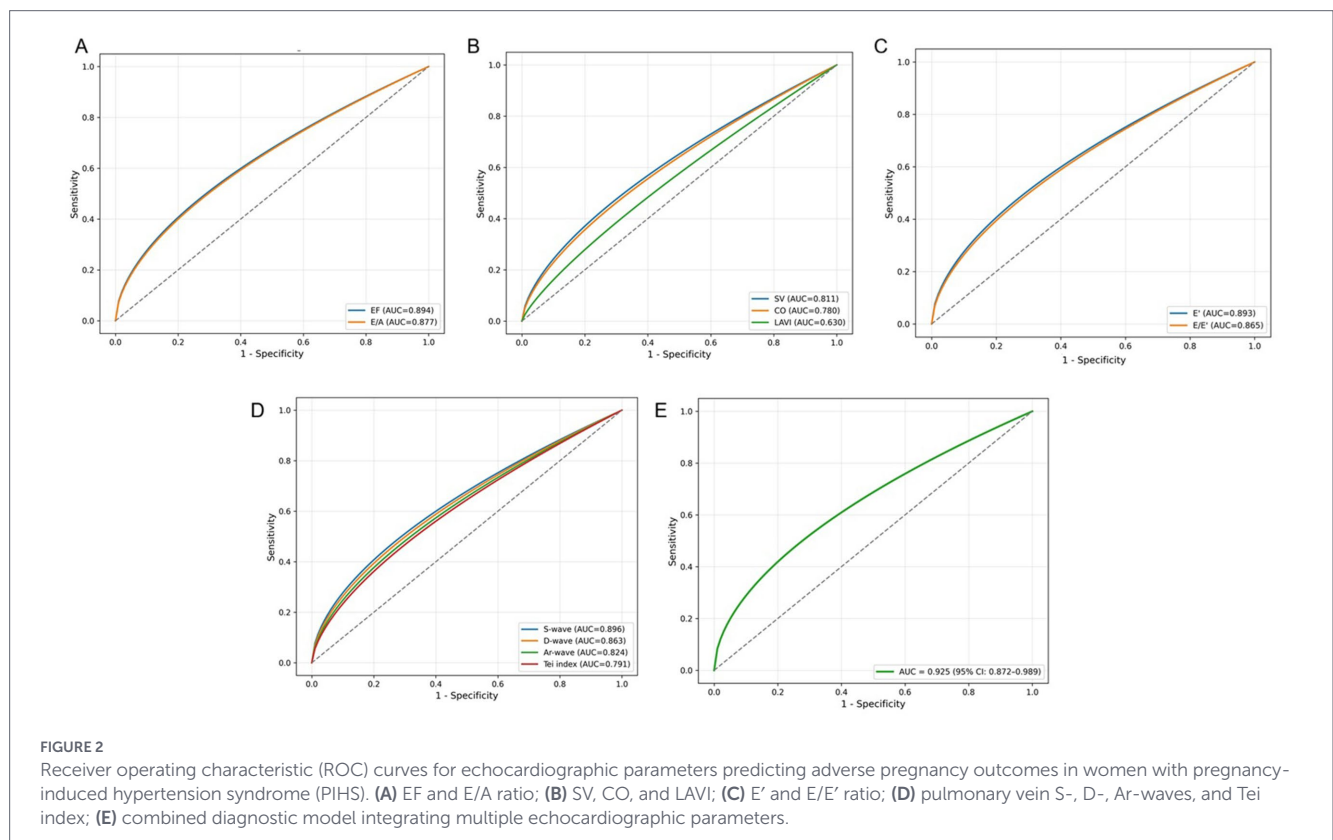 A
Sensitivity
1.0
0.8
0.6
0.4
0.2
0.0
EF (AUC=0.894)
E/A (AUC=0.877)
0.0 0.2 0.4 0.6 0.8 1.0
1 - Specificity
B
Sensitivity
1.0
0.8
0.6
0.4
0.2
0.0
SV (AUC=0.811)
CO (AUC=0.780)
LAVI (AUC=0.630)
0.0 0.2 0.4 0.6 0.8 1.0
1 - Specificity
C
Sensitivity
1.0
0.8
0.6
0.4
0.2
0.0
E' (AUC=0.893)
E/E' (AUC=0.865)
0.0 0.2 0.4 0.6 0.8 1.0
1 - Specificity
D
Sensitivity
1.0
0.8
0.6
0.4
0.2
0.0
S-wave (AUC=0.896)
D-wave (AUC=0.863)
Ar-wave (AUC=0.824)
Tei index (AUC=0.791)
0.0 0.2 0.4 0.6 0.8 1.0
1 - Specificity
E
Sensitivity
1.0
0.8
0.6
0.4
0.2
0.0
AUC = 0.925 (95% CI: 0.872–0.989)
0.0 0.2 0.4 0.6 0.8 1.0
1 - Specificity
FIGURE 2
Receiver operating characteristic (ROC) curves for echocardiographic parameters predicting adverse pregnancy outcomes in women with pregnancy-
induced hypertension syndrome (PIHS). (A) EF and E/A ratio; (B) SV, CO, and LAVI; (C) E′ and E/E′ ratio; (D) pulmonary vein S-, D-, Ar-waves, and Tei
index; (E) combined diagnostic model integrating multiple echocardiographic parameters.